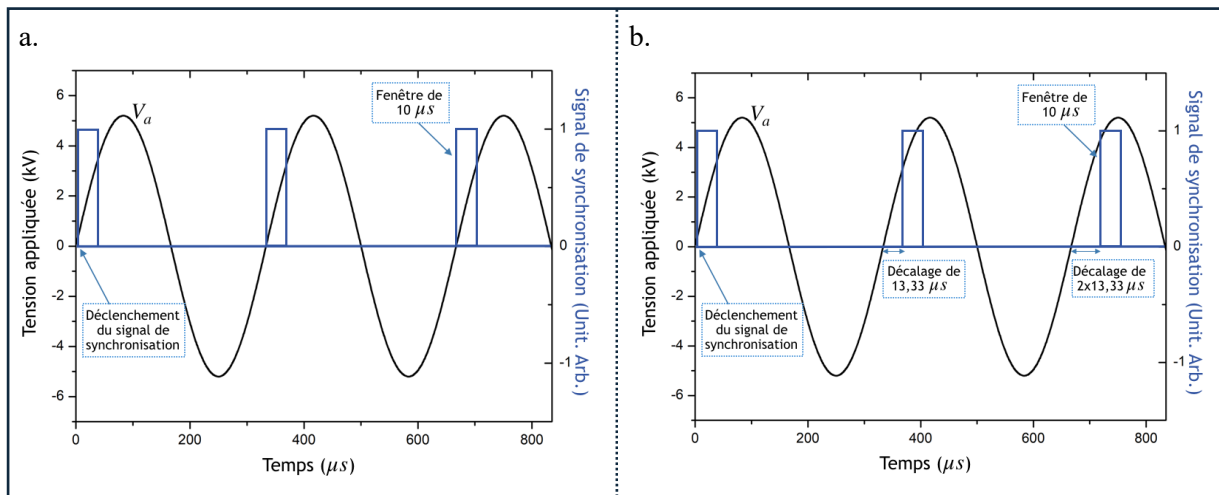 a.
Tension appliquée (kV)
6
4
2
0
-2
-4
-6
V_a
Fenêtre de
10 μs
Déclenchement
du signal de
synchronisation
1
0
-1
Signal de synchronisation (Unit. Arb.)
0 200 400 600 800
Temps (μs)
b.
Tension appliquée (kV)
6
4
2
0
-2
-4
-6
V_a
Fenêtre de
10 μs
Décalage de
13,33 μs
Décalage de
2x13,33 μs
Déclenchement
du signal de
synchronisation
1
0
-1
Signal de synchronisation (Unit. Arb.)
0 200 400 600 800
Temps (μs)